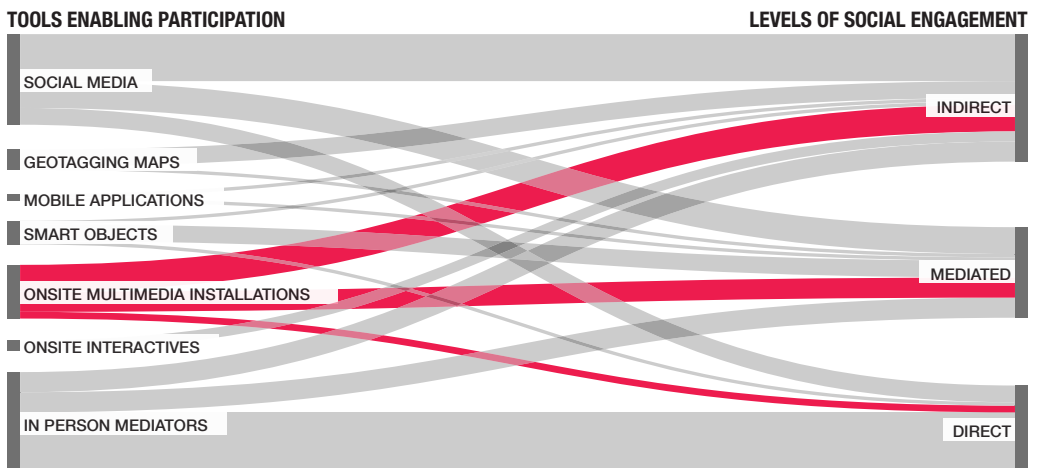 TOOLS ENABLING PARTICIPATION
LEVELS OF SOCIAL ENGAGEMENT
SOCIAL MEDIA
GEOTAGGING MAPS
MOBILE APPLICATIONS
SMART OBJECTS
ONSITE MULTIMEDIA INSTALLATIONS
ONSITE INTERACTIVES
IN PERSON MEDIATORS
INDIRECT
MEDIATED
DIRECT